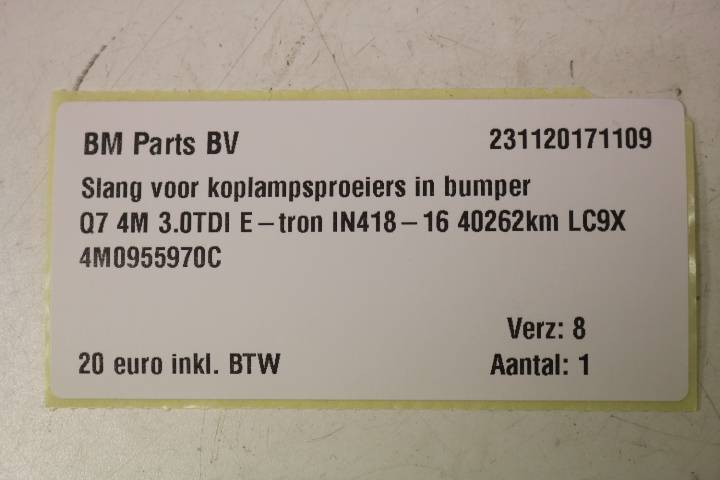 BM Parts BV 231120171109
Slang voor koplampsproeiers in bumper
Q7 4M 3.0TDI E-tron IN418-16 40262km LC9X
4M0955970C
Verz: 8
20 euro inkl. BTW Aantal: 1